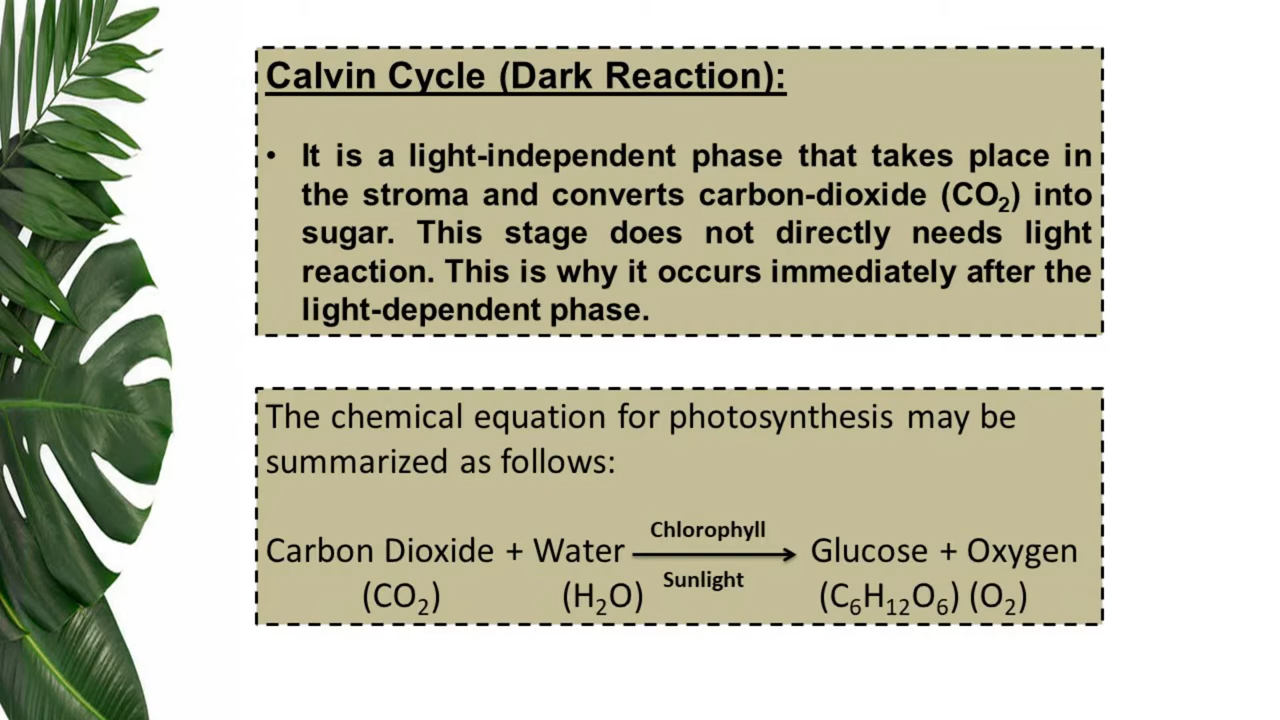 Calvin Cycle (Dark Reaction):
• It is a light-independent phase that takes place in
the stroma and converts carbon-dioxide (CO₂) into
sugar. This stage does not directly needs light
reaction. This is why it occurs immediately after the
light-dependent phase.
The chemical equation for photosynthesis may be
summarized as follows:
Chlorophyll
Carbon Dioxide + Water → Glucose + Oxygen
Sunlight
(CO₂) (H₂O) (C₆H₁₂O₆) (O₂)